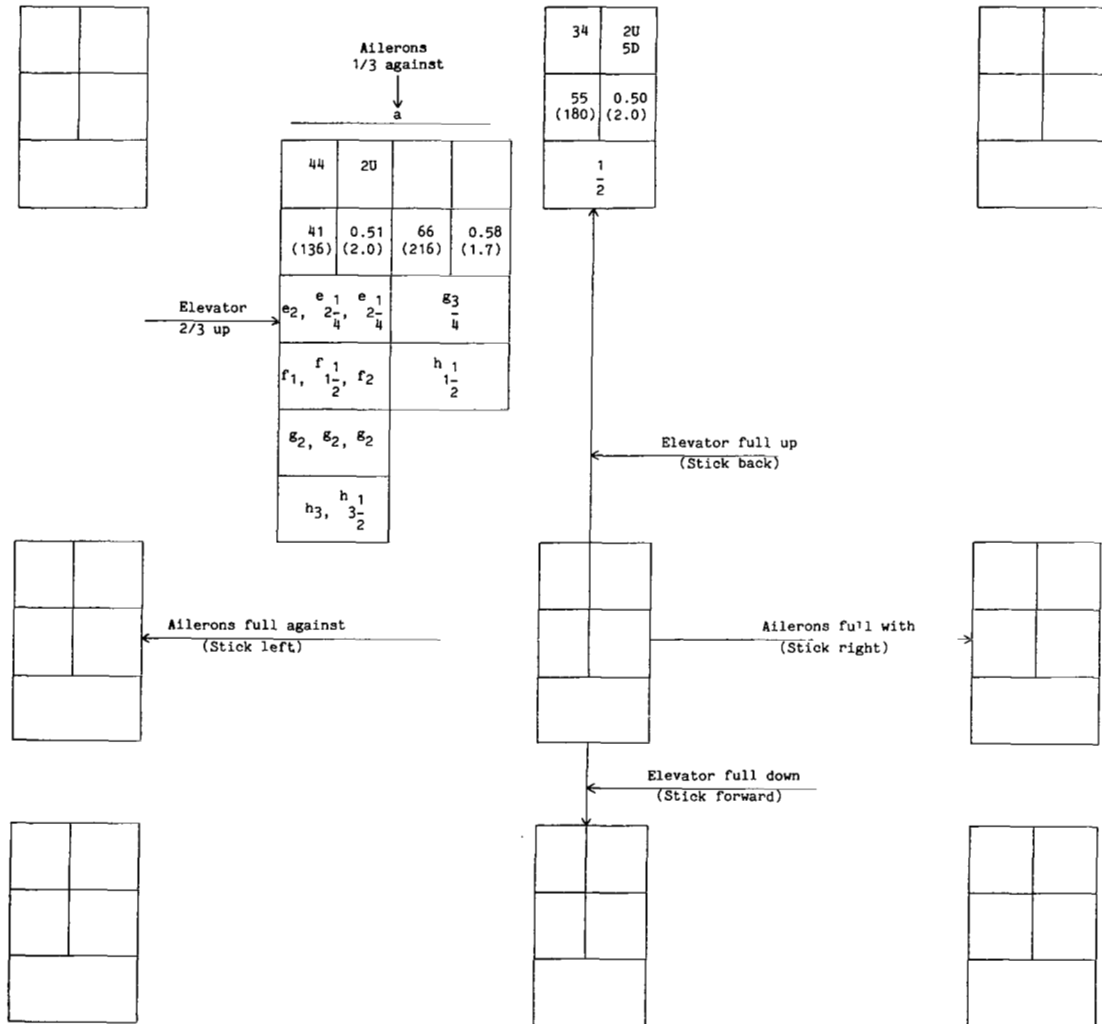 Ailerons
1/3 against
a
34 2U
5D
55 0.50
(180) (2.0)
1/2
44 2U
41 0.51 66 0.58
(136) (2.0) (216) (1.7)
Elevator
2/3 up
e2, e 2 1/4, e 2 1/4 g 3/4
f1, f 1 1/2, f2 h 1 1/2
g2, g2, g2
h3, h 3 1/2
Elevator full up
(Stick back)
Ailerons full against
(Stick left)
Ailerons full with
(Stick right)
Elevator full down
(Stick forward)